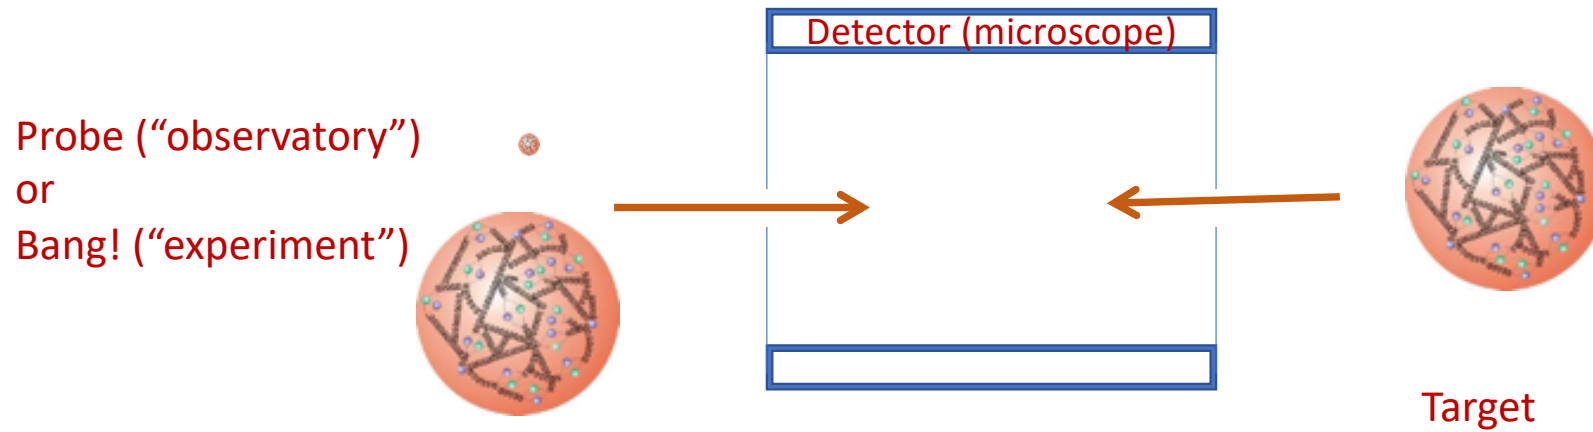 Detector (microscope)
Probe (“observatory”)
or
Bang! (“experiment”)
Target